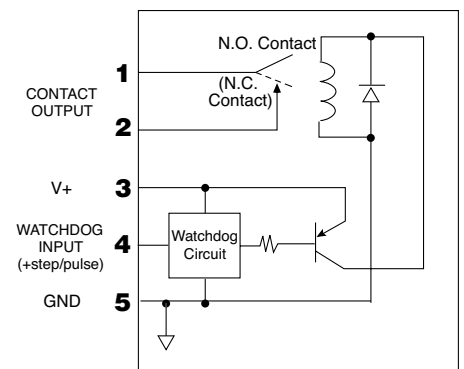 N.O. Contact
1
(N.C.
Contact)
CONTACT
OUTPUT
2
V+
3
WATCHDOG
INPUT
(+step/pulse)
4
Watchdog
Circuit
GND
5